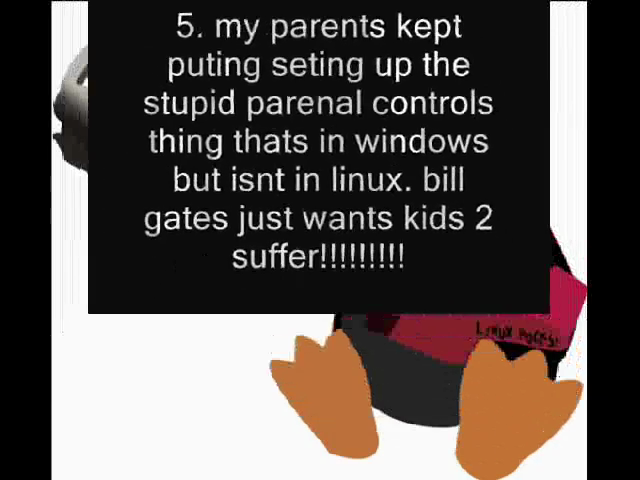 5. my parents kept
puting seting up the
stupid parenal controls
thing thats in windows
but isnt in linux. bill
gates just wants kids 2
suffer!!!!!!!!!
LINUX ROCKS!